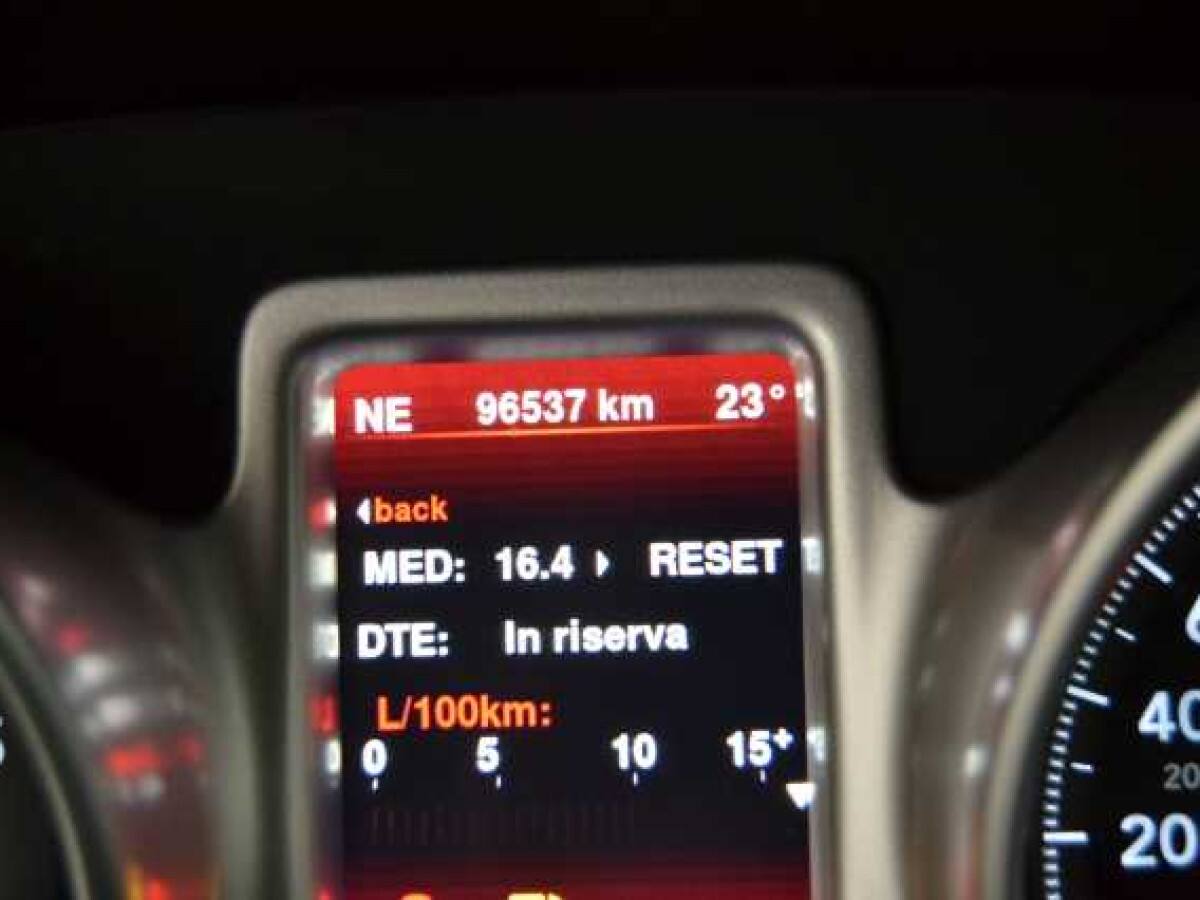 NE 96537 km 23°
back
MED: 16.4 RESET
DTE: In riserva
L/100km:
0 5 10 15+
40
20
20